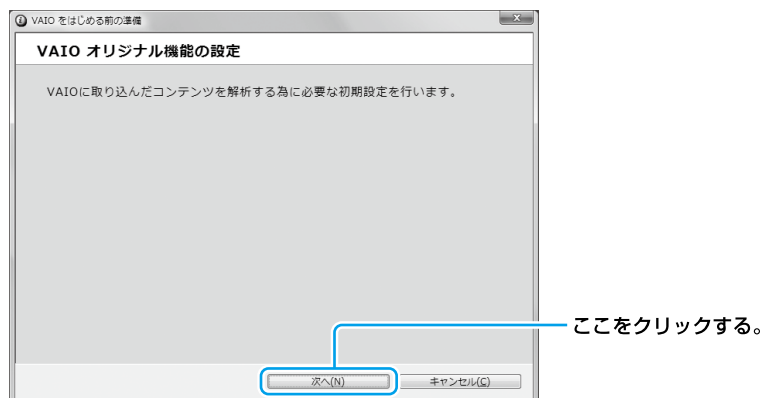 VAIO をはじめる前の準備
VAIO オリジナル機能の設定
VAIOに取り込んだコンテンツを解析する為に必要な初期設定を行います。
ここをクリックする。
次へ(N)
キャンセル(C)